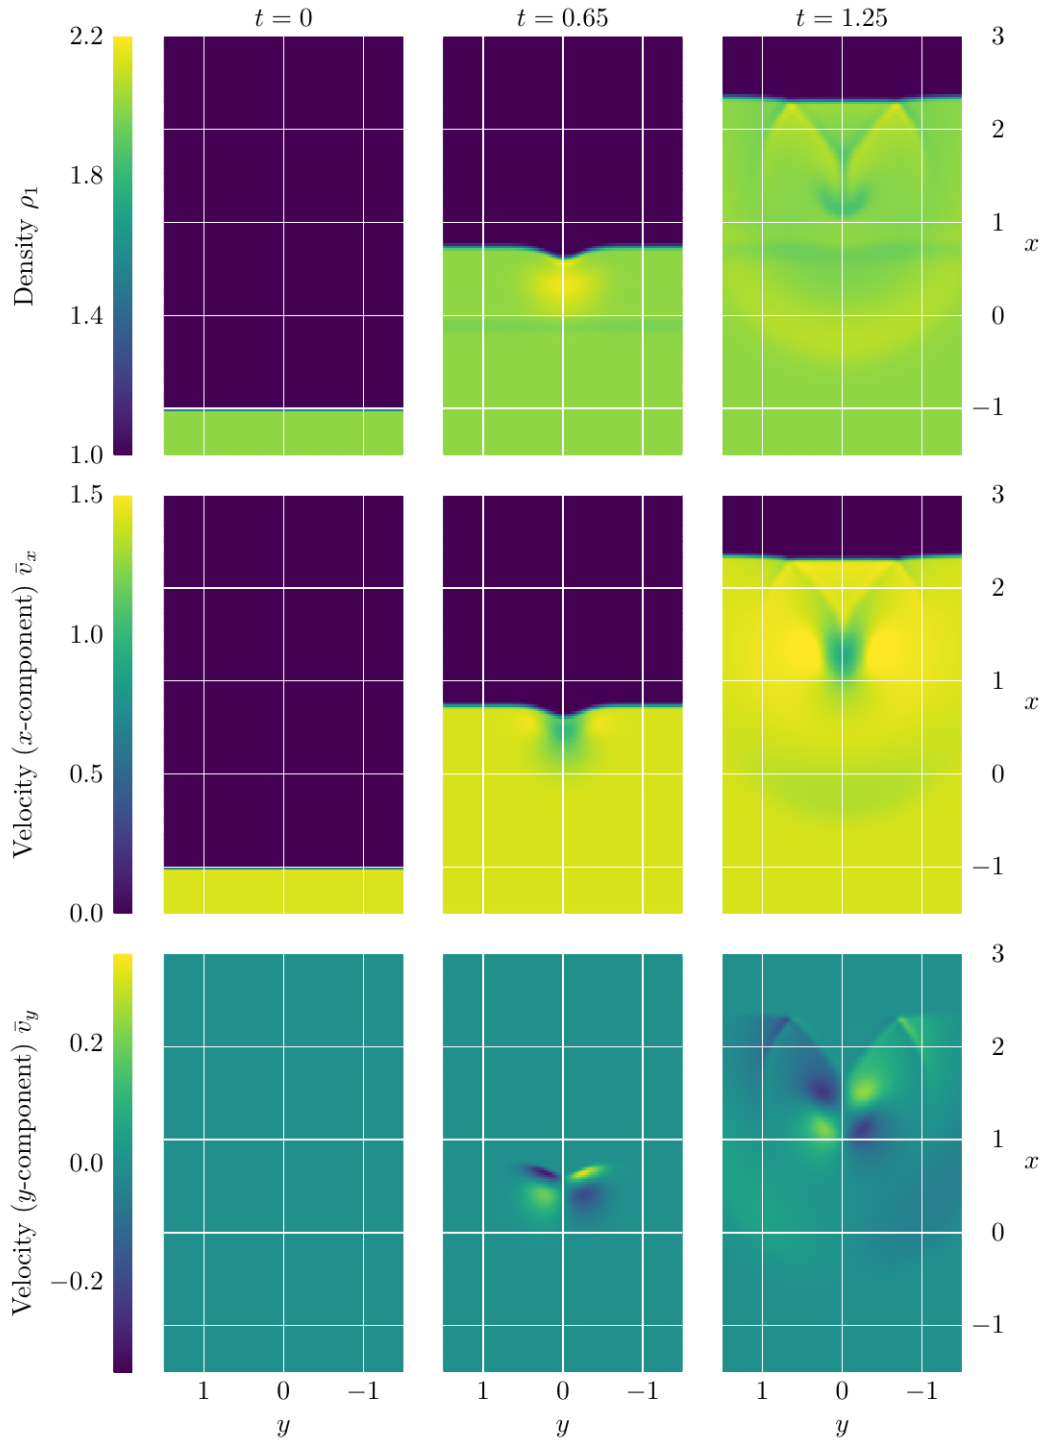 t = 0 t = 0.65 t = 1.25
Density ρ₁
2.2
1.8
1.4
1.0
3
2
1
0
−1
x
Velocity (x-component) v̄ₓ
1.5
1.0
0.5
0.0
3
2
1
0
−1
x
Velocity (y-component) v̄_y
0.2
0.0
−0.2
3
2
1
0
−1
x
1 0 −1 1 0 −1 1 0 −1
y y y